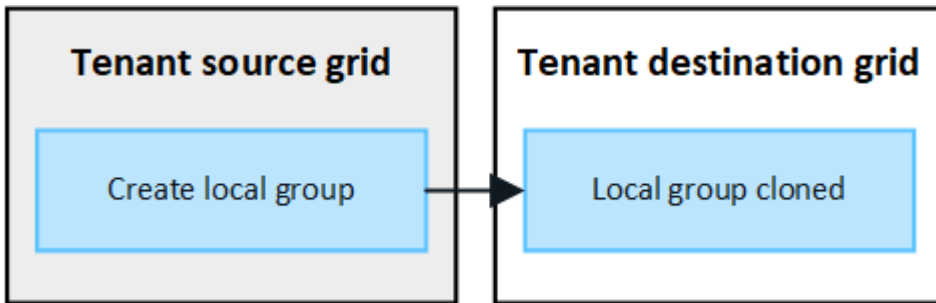 Tenant source grid
Create local group
Tenant destination grid
Local group cloned